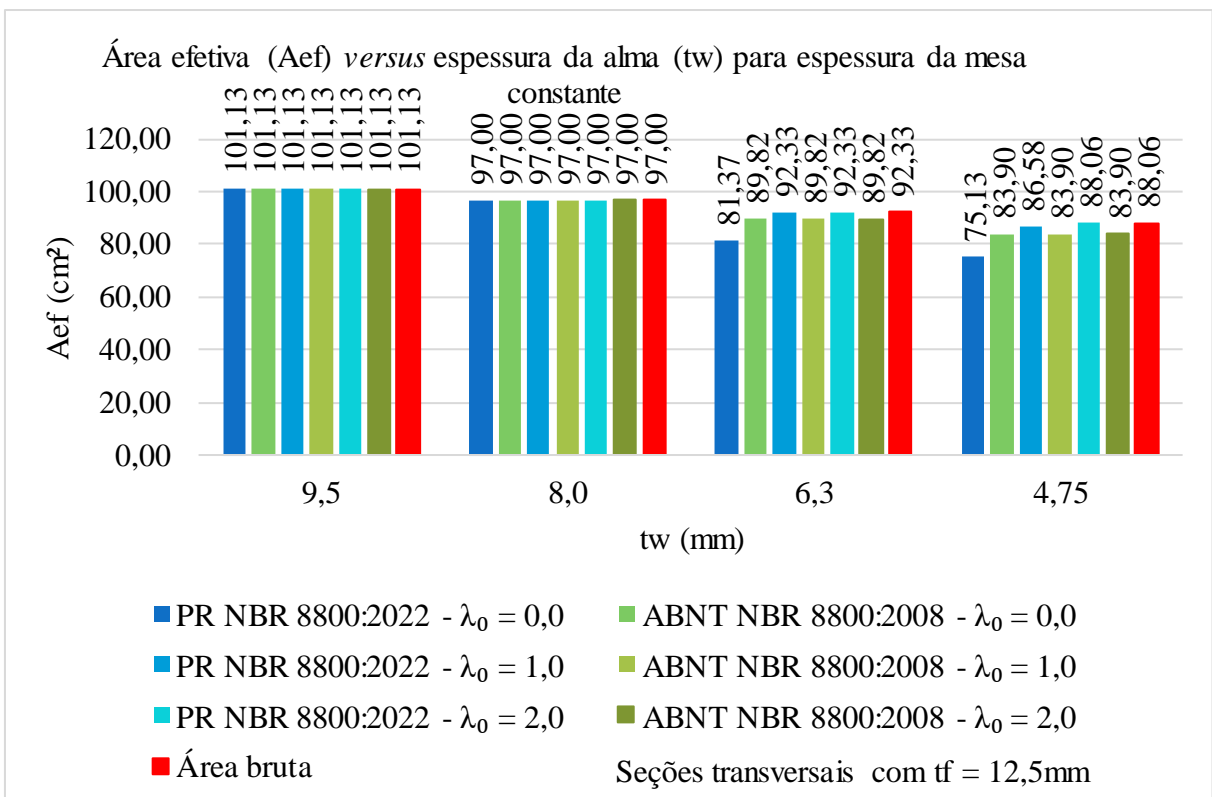 Área efetiva (Aef) versus espessura da alma (tw) para espessura da mesa
constante
101,13 101,13 101,13 101,13 101,13 101,13 101,13
97,00 97,00 97,00 97,00 97,00 97,00 97,00
81,37 89,82 92,33 89,82 92,33 89,82 92,33
75,13 83,90 86,58 83,90 88,06 83,90 88,06
120,00
100,00
80,00
60,00
40,00
20,00
0,00
Aef (cm²)
9,5 8,0 6,3 4,75
tw (mm)
PR NBR 8800:2022 - λ₀ = 0,0 ABNT NBR 8800:2008 - λ₀ = 0,0
PR NBR 8800:2022 - λ₀ = 1,0 ABNT NBR 8800:2008 - λ₀ = 1,0
PR NBR 8800:2022 - λ₀ = 2,0 ABNT NBR 8800:2008 - λ₀ = 2,0
Área bruta Seções transversais com tf = 12,5mm